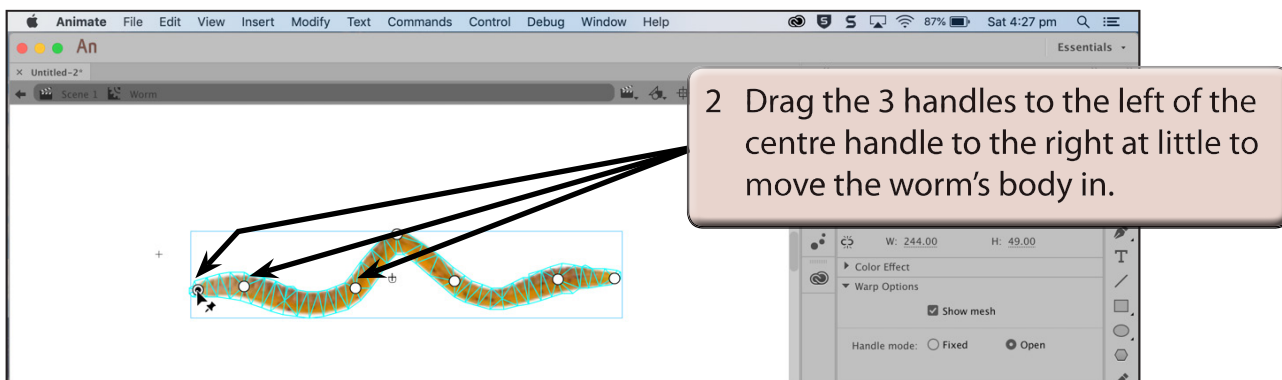 Animate File Edit View Insert Modify Text Commands Control Debug Window Help 87% Sat 4:27 pm
An
Essentials
× Untitled-2*
Scene 1 Worm
2 Drag the 3 handles to the left of the
centre handle to the right at little to
move the worm's body in.
W: 244.00 H: 49.00
Color Effect
Warp Options
Show mesh
Handle mode: Fixed Open